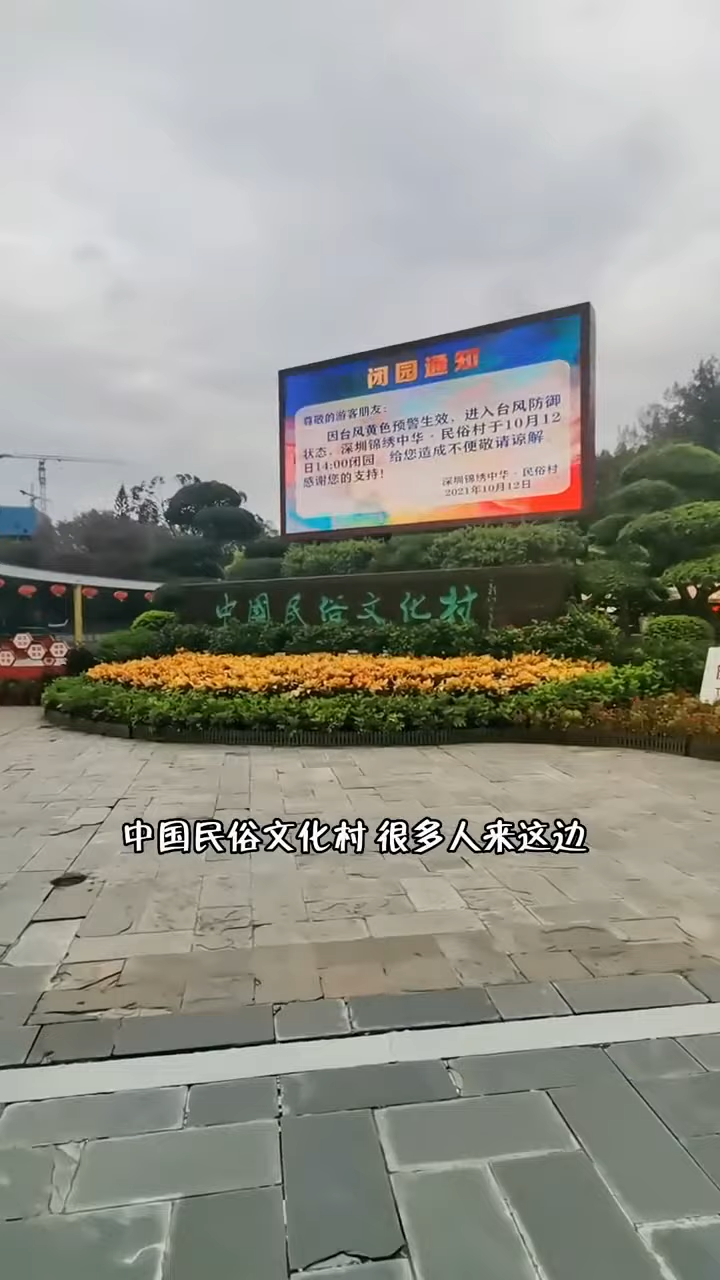 闭园通知
尊敬的游客朋友：
因台风黄色预警生效，进入台风防御
状态，深圳锦绣中华·民俗村于10月12
日14:00闭园，给您造成不便敬请谅解，
感谢您的支持！
深圳锦绣中华·民俗村
2021年10月12日
中国民俗文化村
中国民俗文化村 很多人来这边